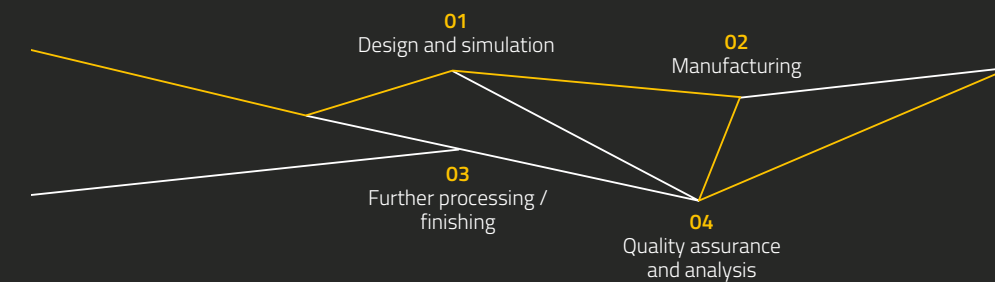 01
Design and simulation
02
Manufacturing
03
Further processing /
finishing
04
Quality assurance
and analysis